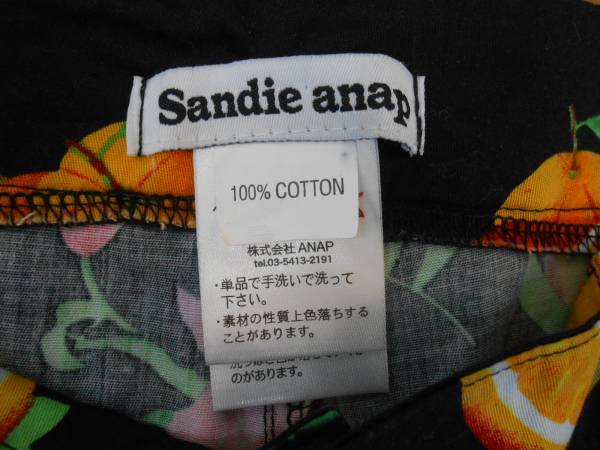 Sandie anap
100% COTTON
株式会社 ANAP
tel.03-5413-2191
・単品で手洗いで洗って
下さい。
・素材の性質上色落ちする
ことがあります。
のがあります。